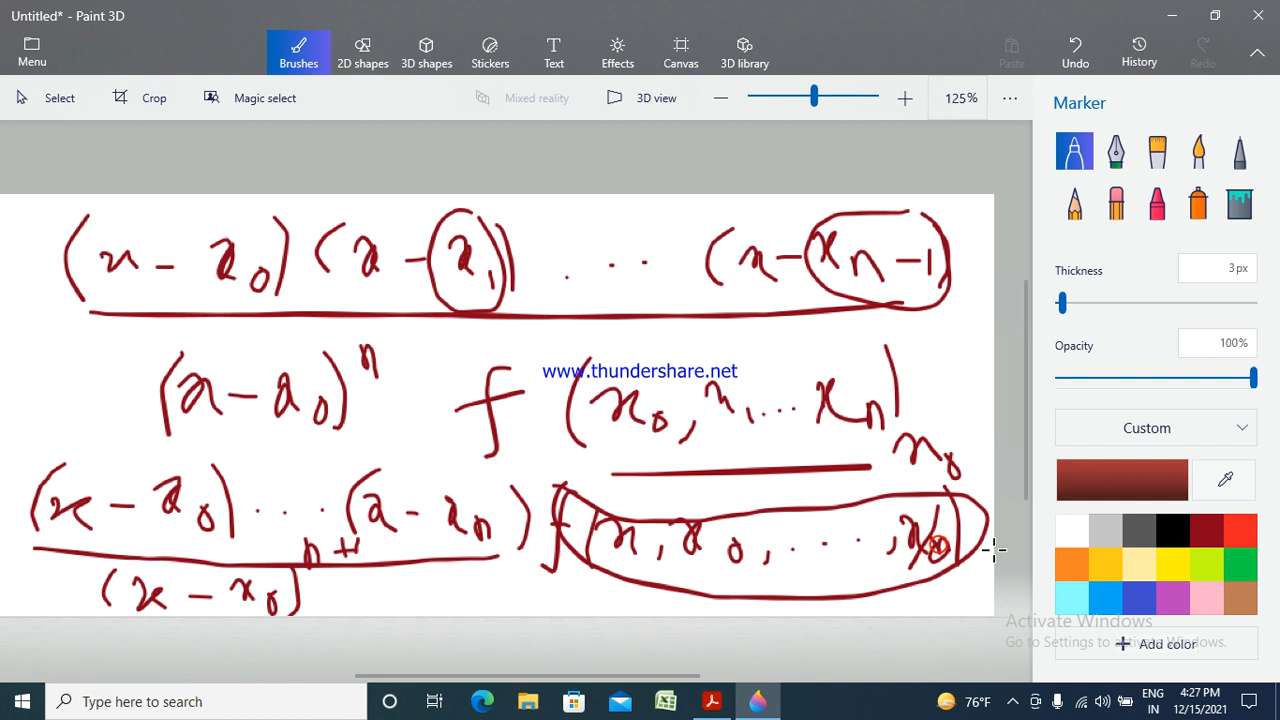 Untitled* - Paint 3D
Menu Brushes 2D shapes 3D shapes Stickers Text Effects Canvas 3D library Paste Undo History Redo
Select Crop Magic select Mixed reality 3D view 125%
Marker
Thickness 3px
Opacity 100%
Custom
Add color
(x - x₀)(x - x₁) . . . . (x - xₙ₋₁)
www.thundershare.net
(x - x₀)ⁿ f(x₀, x₁ ... xₙ)
x₀
(x - x₀) . . . . (x - xₙ) f(x, x₀, . . . . ,
(x - x₀)ⁿ⁺¹
Activate Windows
Go to Settings to activate Windows.
Type here to search
76°F ENG IN 4:27 PM 12/15/2021